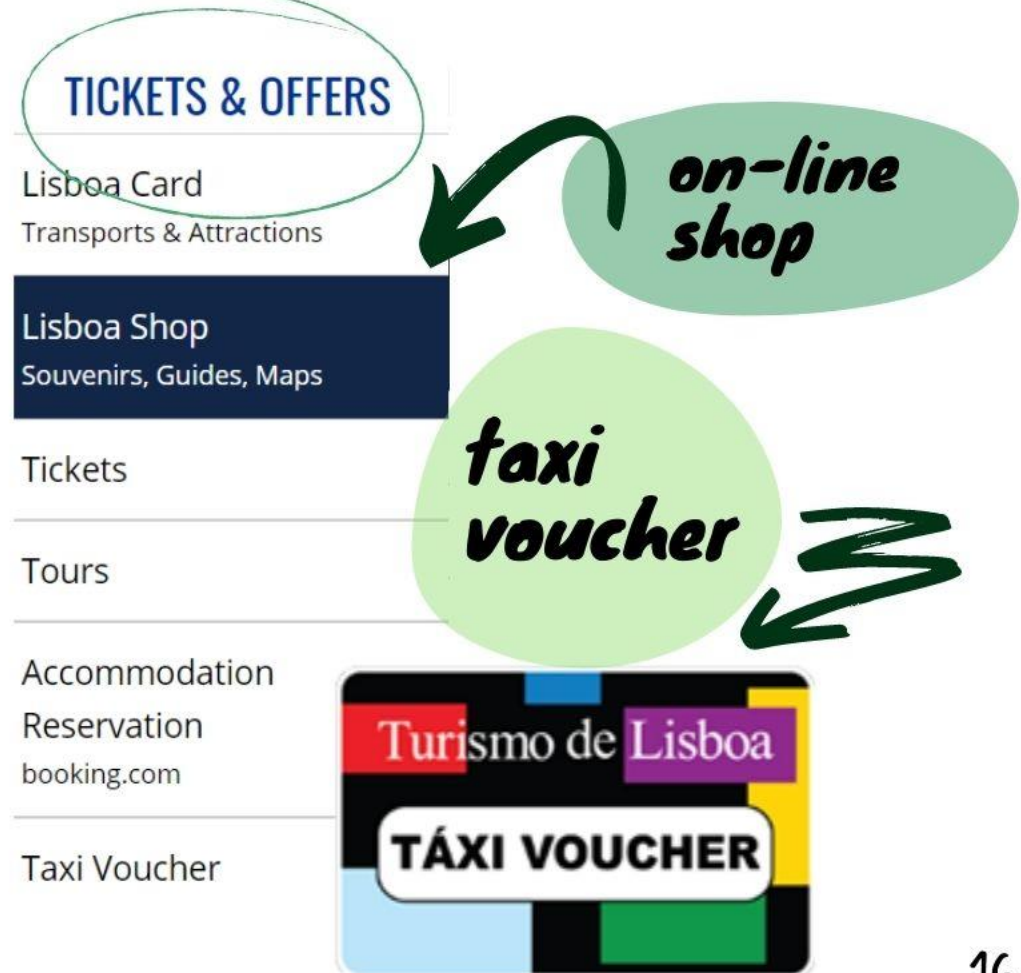 TICKETS & OFFERS
Lisboa Card
Transports & Attractions
Lisboa Shop
Souvenirs, Guides, Maps
Tickets
Tours
Accommodation
Reservation
booking.com
Taxi Voucher
on-line
shop
taxi
voucher
Turismo de Lisboa
TÁXI VOUCHER